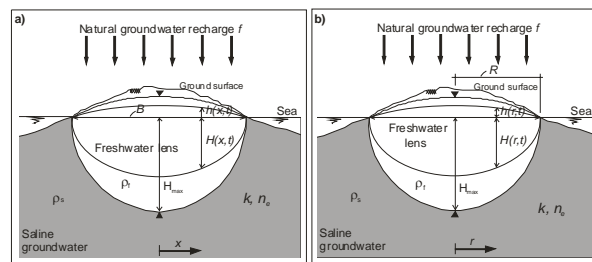 a)
Natural groundwater recharge f
Ground surface
B
h(x,t)
Sea
Freshwater lens
H(x,t)
ρf
Hmax
ρs
k, ne
Saline
groundwater
x
b)
Natural groundwater recharge f
R
Ground surface
h(r,t)
Sea
Freshwater
lens
H(r,t)
ρf
Hmax
ρs
k, ne
Saline
groundwater
r